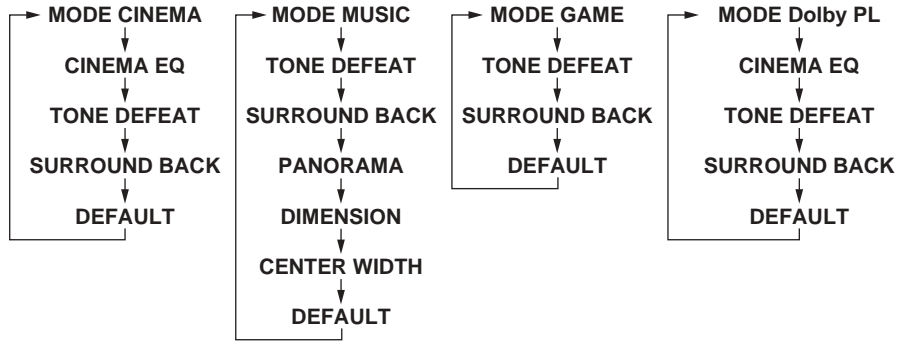 MODE CINEMA
CINEMA EQ
TONE DEFEAT
SURROUND BACK
DEFAULT
MODE MUSIC
TONE DEFEAT
SURROUND BACK
PANORAMA
DIMENSION
CENTER WIDTH
DEFAULT
MODE GAME
TONE DEFEAT
SURROUND BACK
DEFAULT
MODE Dolby PL
CINEMA EQ
TONE DEFEAT
SURROUND BACK
DEFAULT